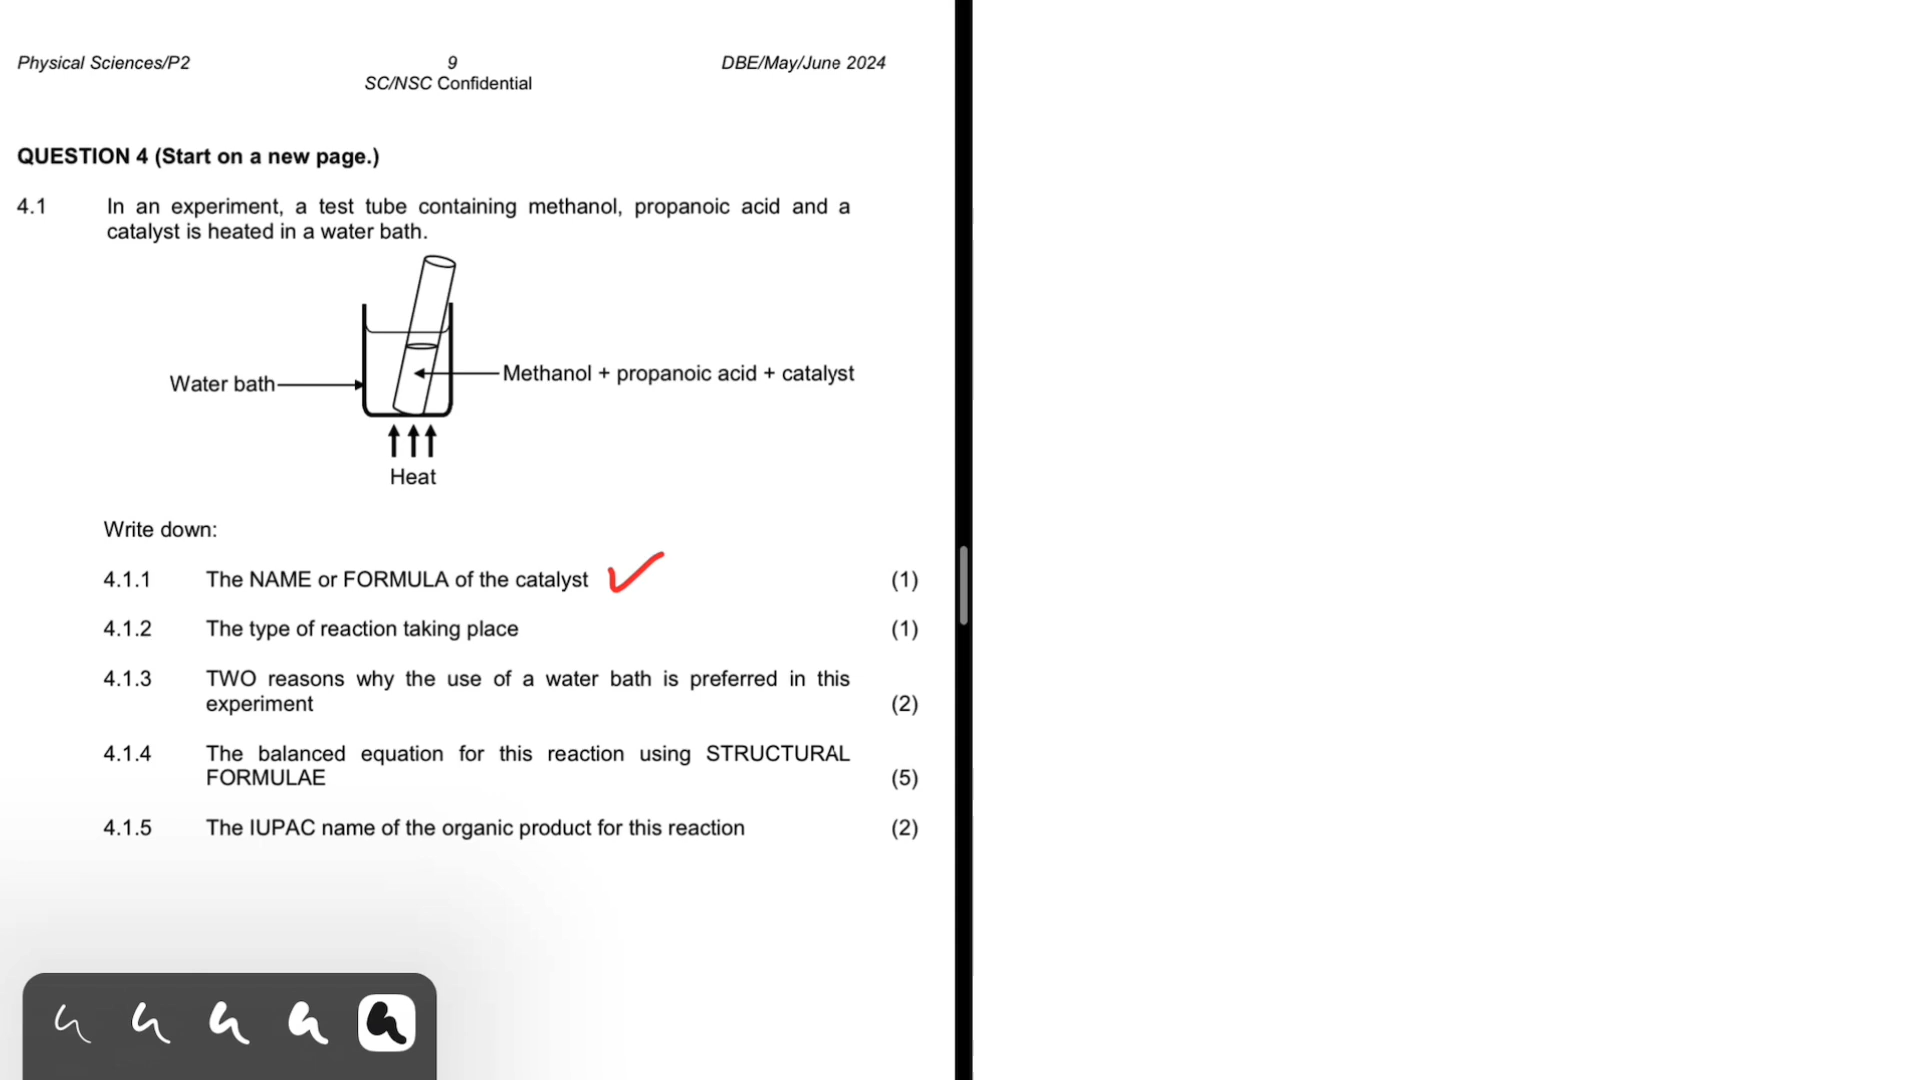 Physical Sciences/P2 9 DBE/May/June 2024
SC/NSC Confidential
QUESTION 4 (Start on a new page.)
4.1 In an experiment, a test tube containing methanol, propanoic acid and a
catalyst is heated in a water bath.
Water bath
Methanol + propanoic acid + catalyst
Heat
Write down:
4.1.1 The NAME or FORMULA of the catalyst (1)
4.1.2 The type of reaction taking place (1)
4.1.3 TWO reasons why the use of a water bath is preferred in this
experiment (2)
4.1.4 The balanced equation for this reaction using STRUCTURAL
FORMULAE (5)
4.1.5 The IUPAC name of the organic product for this reaction (2)